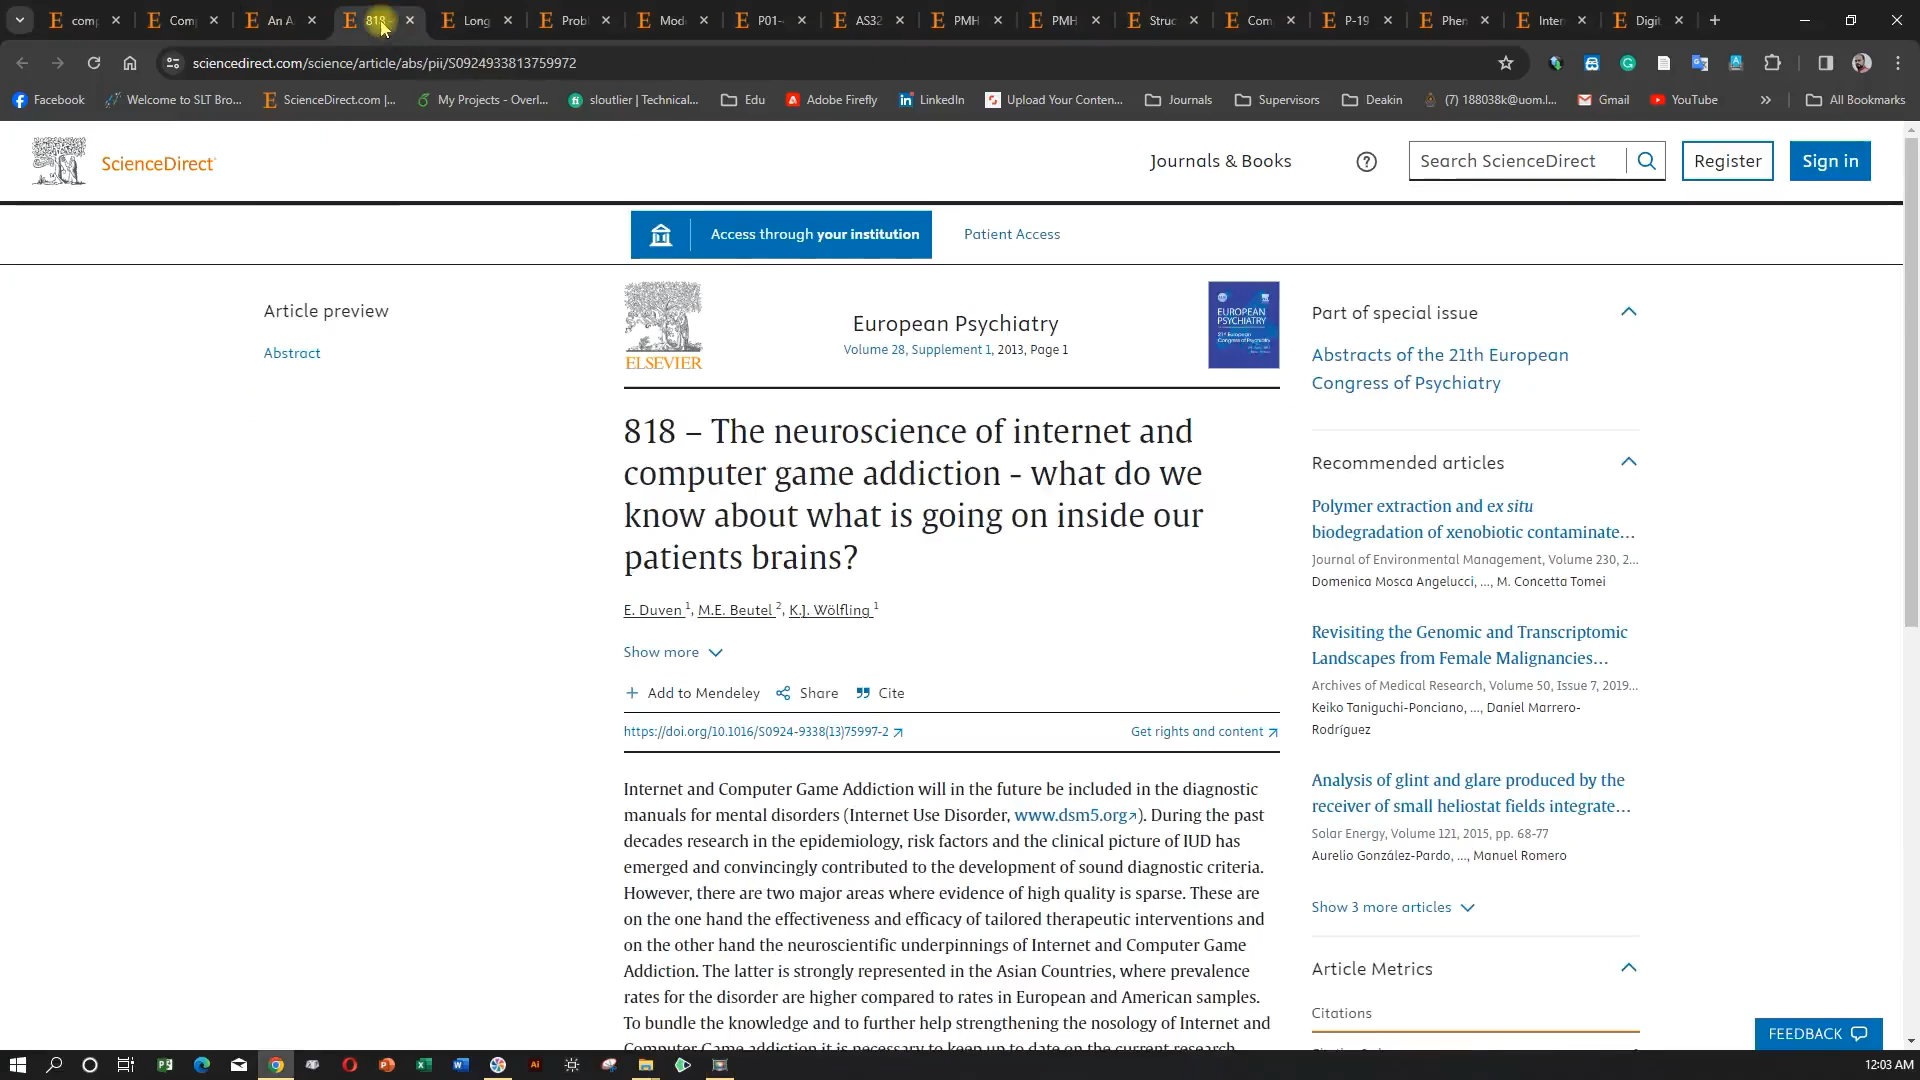 comp
Comp
An A
818 –
Long
Probl
Mode
P01-
AS32
PMH
PMH
Struc
Com
P-19
Phen
Inter
Digit
sciencedirect.com/science/article/abs/pii/S0924933813759972
Facebook
Welcome to SLT Bro...
ScienceDirect.com |...
My Projects - Overl...
sloutlier | Technical...
Edu
Adobe Firefly
LinkedIn
Upload Your Conten...
Journals
Supervisors
Deakin
(7) 188038k@uom.l...
Gmail
YouTube
All Bookmarks
ScienceDirect
Journals & Books
Search ScienceDirect
Register
Sign in
Access through your institution
Patient Access
Article preview
Abstract
ELSEVIER
European Psychiatry
Volume 28, Supplement 1, 2013, Page 1
EUROPEAN
PSYCHIATRY
818 – The neuroscience of internet and
computer game addiction - what do we
know about what is going on inside our
patients brains?
E. Duven 1, M.E. Beutel 2, K.J. Wölfling 1
Show more
Add to Mendeley
Share
Cite
https://doi.org/10.1016/S0924-9338(13)75997-2
Get rights and content
Internet and Computer Game Addiction will in the future be included in the diagnostic
manuals for mental disorders (Internet Use Disorder, www.dsm5.org). During the past
decades research in the epidemiology, risk factors and the clinical picture of IUD has
emerged and convincingly contributed to the development of sound diagnostic criteria.
However, there are two major areas where evidence of high quality is sparse. These are
on the one hand the effectiveness and efficacy of tailored therapeutic interventions and
on the other hand the neuroscientific underpinnings of Internet and Computer Game
Addiction. The latter is strongly represented in the Asian Countries, where prevalence
rates for the disorder are higher compared to rates in European and American samples.
To bundle the knowledge and to further help strengthening the nosology of Internet and
Computer Game addiction it is necessary to keep up to date on the current research
Part of special issue
Abstracts of the 21th European
Congress of Psychiatry
Recommended articles
Polymer extraction and ex situ
biodegradation of xenobiotic contaminate...
Journal of Environmental Management, Volume 230, 2...
Domenica Mosca Angelucci, ..., M. Concetta Tomei
Revisiting the Genomic and Transcriptomic
Landscapes from Female Malignancies...
Archives of Medical Research, Volume 50, Issue 7, 2019...
Keiko Taniguchi-Ponciano, ..., Daniel Marrero-
Rodríguez
Analysis of glint and glare produced by the
receiver of small heliostat fields integrate...
Solar Energy, Volume 121, 2015, pp. 68-77
Aurelio González-Pardo, ..., Manuel Romero
Show 3 more articles
Article Metrics
Citations
FEEDBACK
12:03 AM